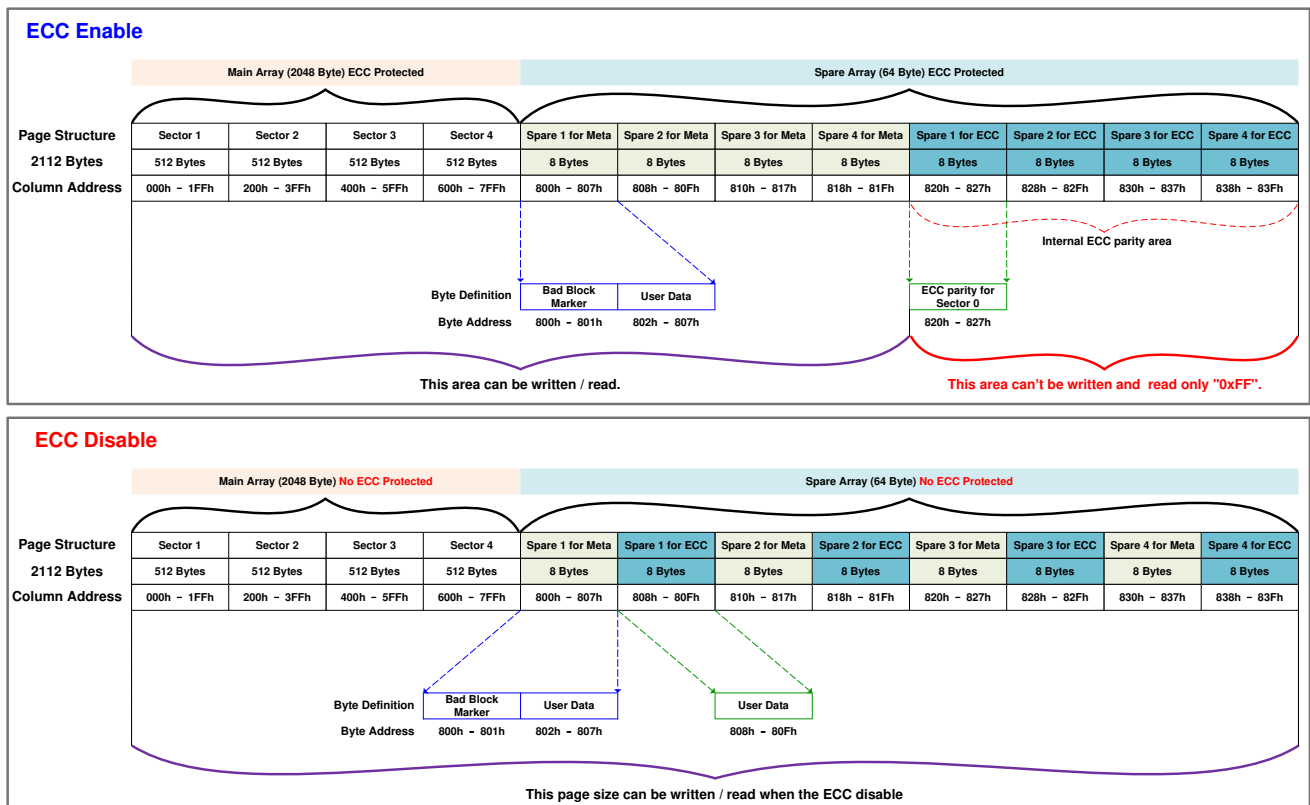 ECC Enable
Main Array (2048 Byte) ECC Protected Spare Array (64 Byte) ECC Protected
Page Structure Sector 1 Sector 2 Sector 3 Sector 4 Spare 1 for Meta Spare 2 for Meta Spare 3 for Meta Spare 4 for Meta Spare 1 for ECC Spare 2 for ECC Spare 3 for ECC Spare 4 for ECC
2112 Bytes 512 Bytes 512 Bytes 512 Bytes 512 Bytes 8 Bytes 8 Bytes 8 Bytes 8 Bytes 8 Bytes 8 Bytes 8 Bytes 8 Bytes
Column Address 000h - 1FFh 200h - 3FFh 400h - 5FFh 600h - 7FFh 800h - 807h 808h - 80Fh 810h - 817h 818h - 81Fh 820h - 827h 828h - 82Fh 830h - 837h 838h - 83Fh
Internal ECC parity area
Byte Definition Bad Block Marker User Data ECC parity for Sector 0
Byte Address 800h - 801h 802h - 807h 820h - 827h
This area can be written / read. This area can't be written and read only "0xFF".
ECC Disable
Main Array (2048 Byte) No ECC Protected Spare Array (64 Byte) No ECC Protected
Page Structure Sector 1 Sector 2 Sector 3 Sector 4 Spare 1 for Meta Spare 1 for ECC Spare 2 for Meta Spare 2 for ECC Spare 3 for Meta Spare 3 for ECC Spare 4 for Meta Spare 4 for ECC
2112 Bytes 512 Bytes 512 Bytes 512 Bytes 512 Bytes 8 Bytes 8 Bytes 8 Bytes 8 Bytes 8 Bytes 8 Bytes 8 Bytes 8 Bytes
Column Address 000h - 1FFh 200h - 3FFh 400h - 5FFh 600h - 7FFh 800h - 807h 808h - 80Fh 810h - 817h 818h - 81Fh 820h - 827h 828h - 82Fh 830h - 837h 838h - 83Fh
Byte Definition Bad Block Marker User Data User Data
Byte Address 800h - 801h 802h - 807h 808h - 80Fh
This page size can be written / read when the ECC disable